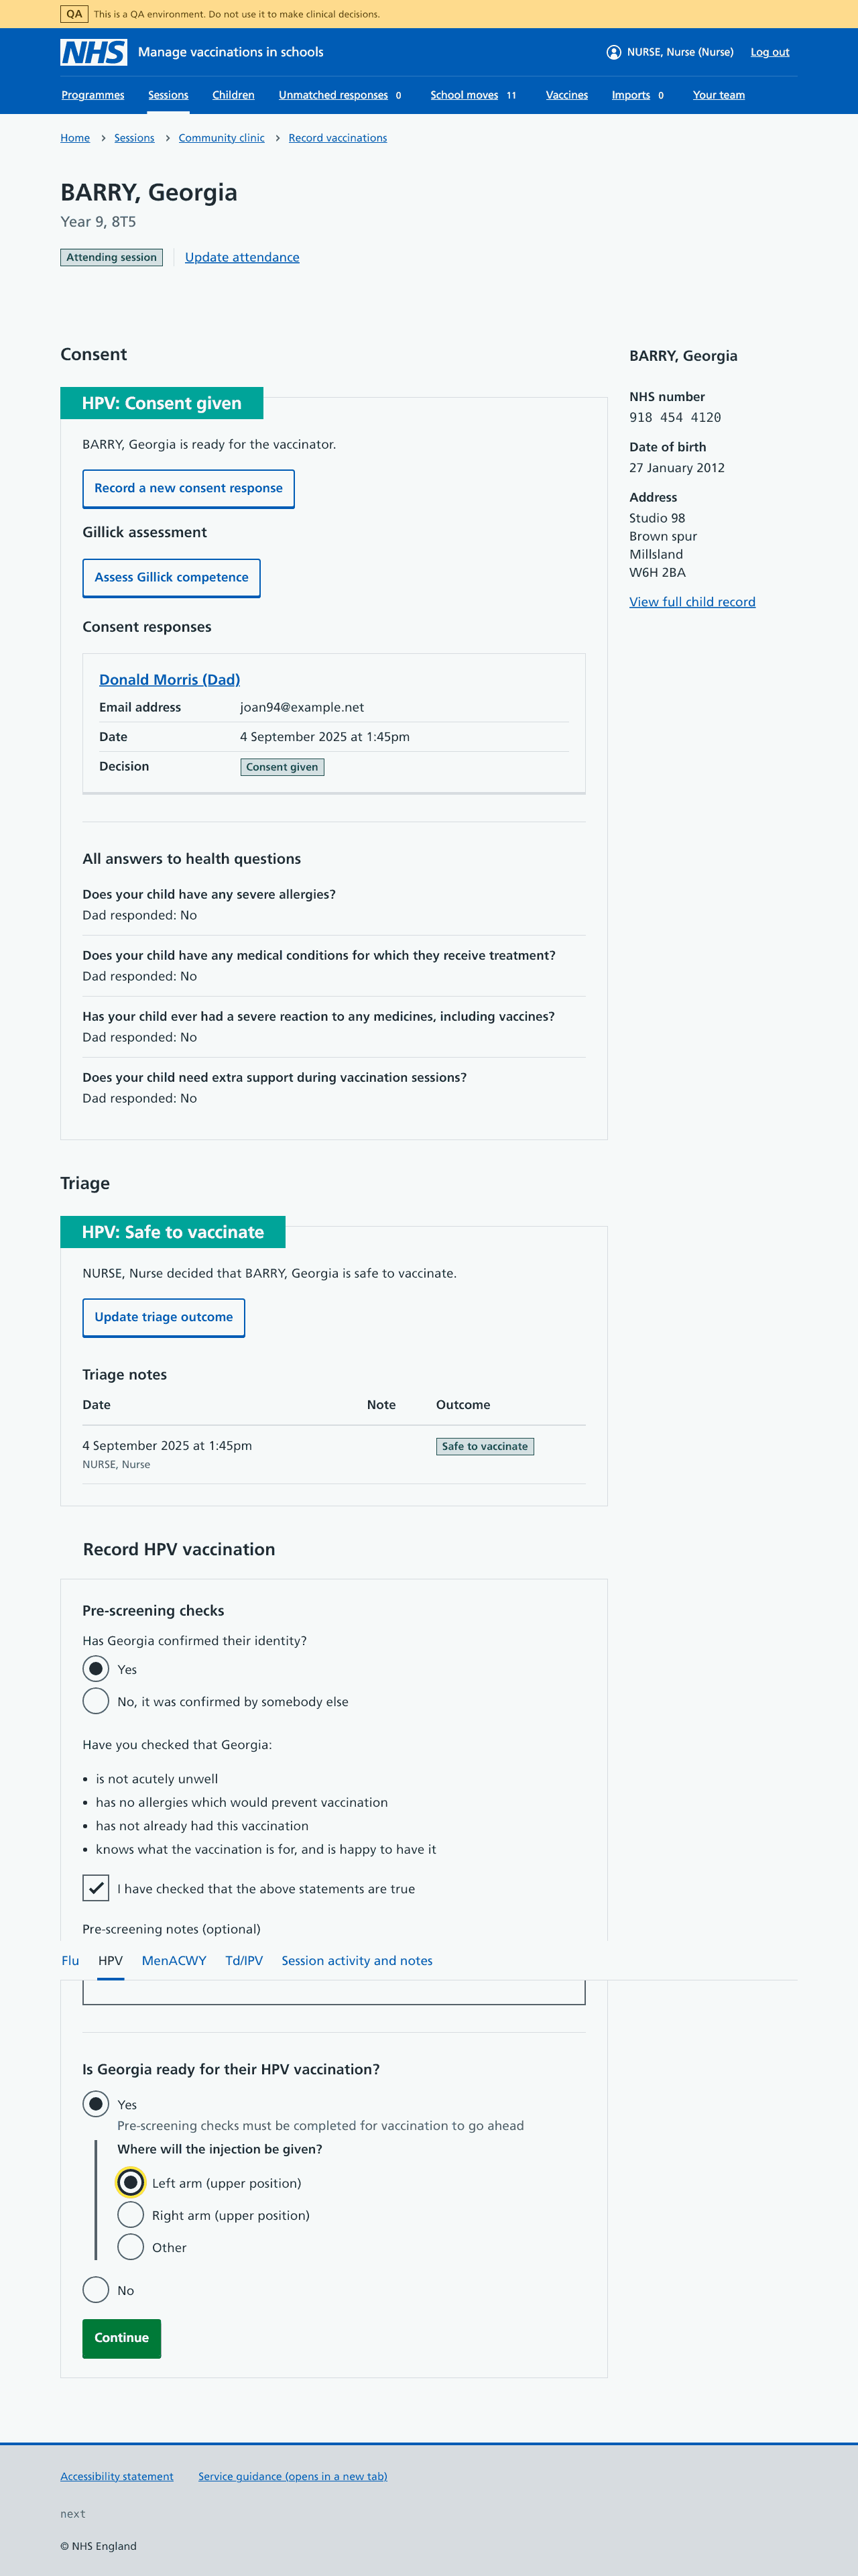 QA This is a QA environment. Do not use it to make clinical decisions.
NHS Manage vaccinations in schools NURSE, Nurse (Nurse) Log out
Programmes Sessions Children Unmatched responses 0 School moves 11 Vaccines Imports 0 Your team
Home Sessions Community clinic Record vaccinations
BARRY, Georgia
Year 9, 8T5
Attending session Update attendance
Consent
HPV: Consent given
BARRY, Georgia is ready for the vaccinator.
Record a new consent response
Gillick assessment
Assess Gillick competence
Consent responses
Donald Morris (Dad)
Email address joan94@example.net
Date 4 September 2025 at 1:45pm
Decision Consent given
All answers to health questions
Does your child have any severe allergies?
Dad responded: No
Does your child have any medical conditions for which they receive treatment?
Dad responded: No
Has your child ever had a severe reaction to any medicines, including vaccines?
Dad responded: No
Does your child need extra support during vaccination sessions?
Dad responded: No
BARRY, Georgia
NHS number
918 454 4120
Date of birth
27 January 2012
Address
Studio 98
Brown spur
Millsland
W6H 2BA
View full child record
Triage
HPV: Safe to vaccinate
NURSE, Nurse decided that BARRY, Georgia is safe to vaccinate.
Update triage outcome
Triage notes
Date Note Outcome
4 September 2025 at 1:45pm Safe to vaccinate
NURSE, Nurse
Record HPV vaccination
Pre-screening checks
Has Georgia confirmed their identity?
Yes
No, it was confirmed by somebody else
Have you checked that Georgia:
• is not acutely unwell
• has no allergies which would prevent vaccination
• has not already had this vaccination
• knows what the vaccination is for, and is happy to have it
I have checked that the above statements are true
Pre-screening notes (optional)
Flu HPV MenACWY Td/IPV Session activity and notes
Is Georgia ready for their HPV vaccination?
Yes
Pre-screening checks must be completed for vaccination to go ahead
Where will the injection be given?
Left arm (upper position)
Right arm (upper position)
Other
No
Continue
Accessibility statement Service guidance (opens in a new tab)
next
© NHS England